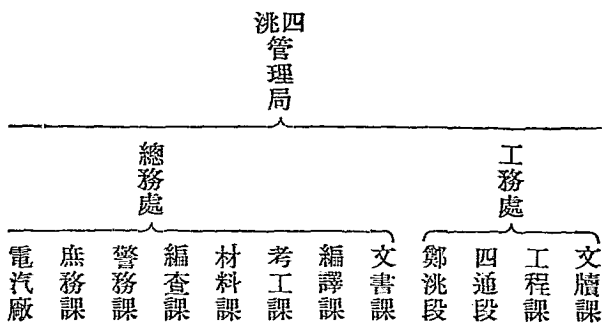 四洮管理局
工務處
文牘課
工程課
四通段
鄭洮段
總務處
文書課
編譯課
考工課
材料課
編查課
警務課
庶務課
電汽廠